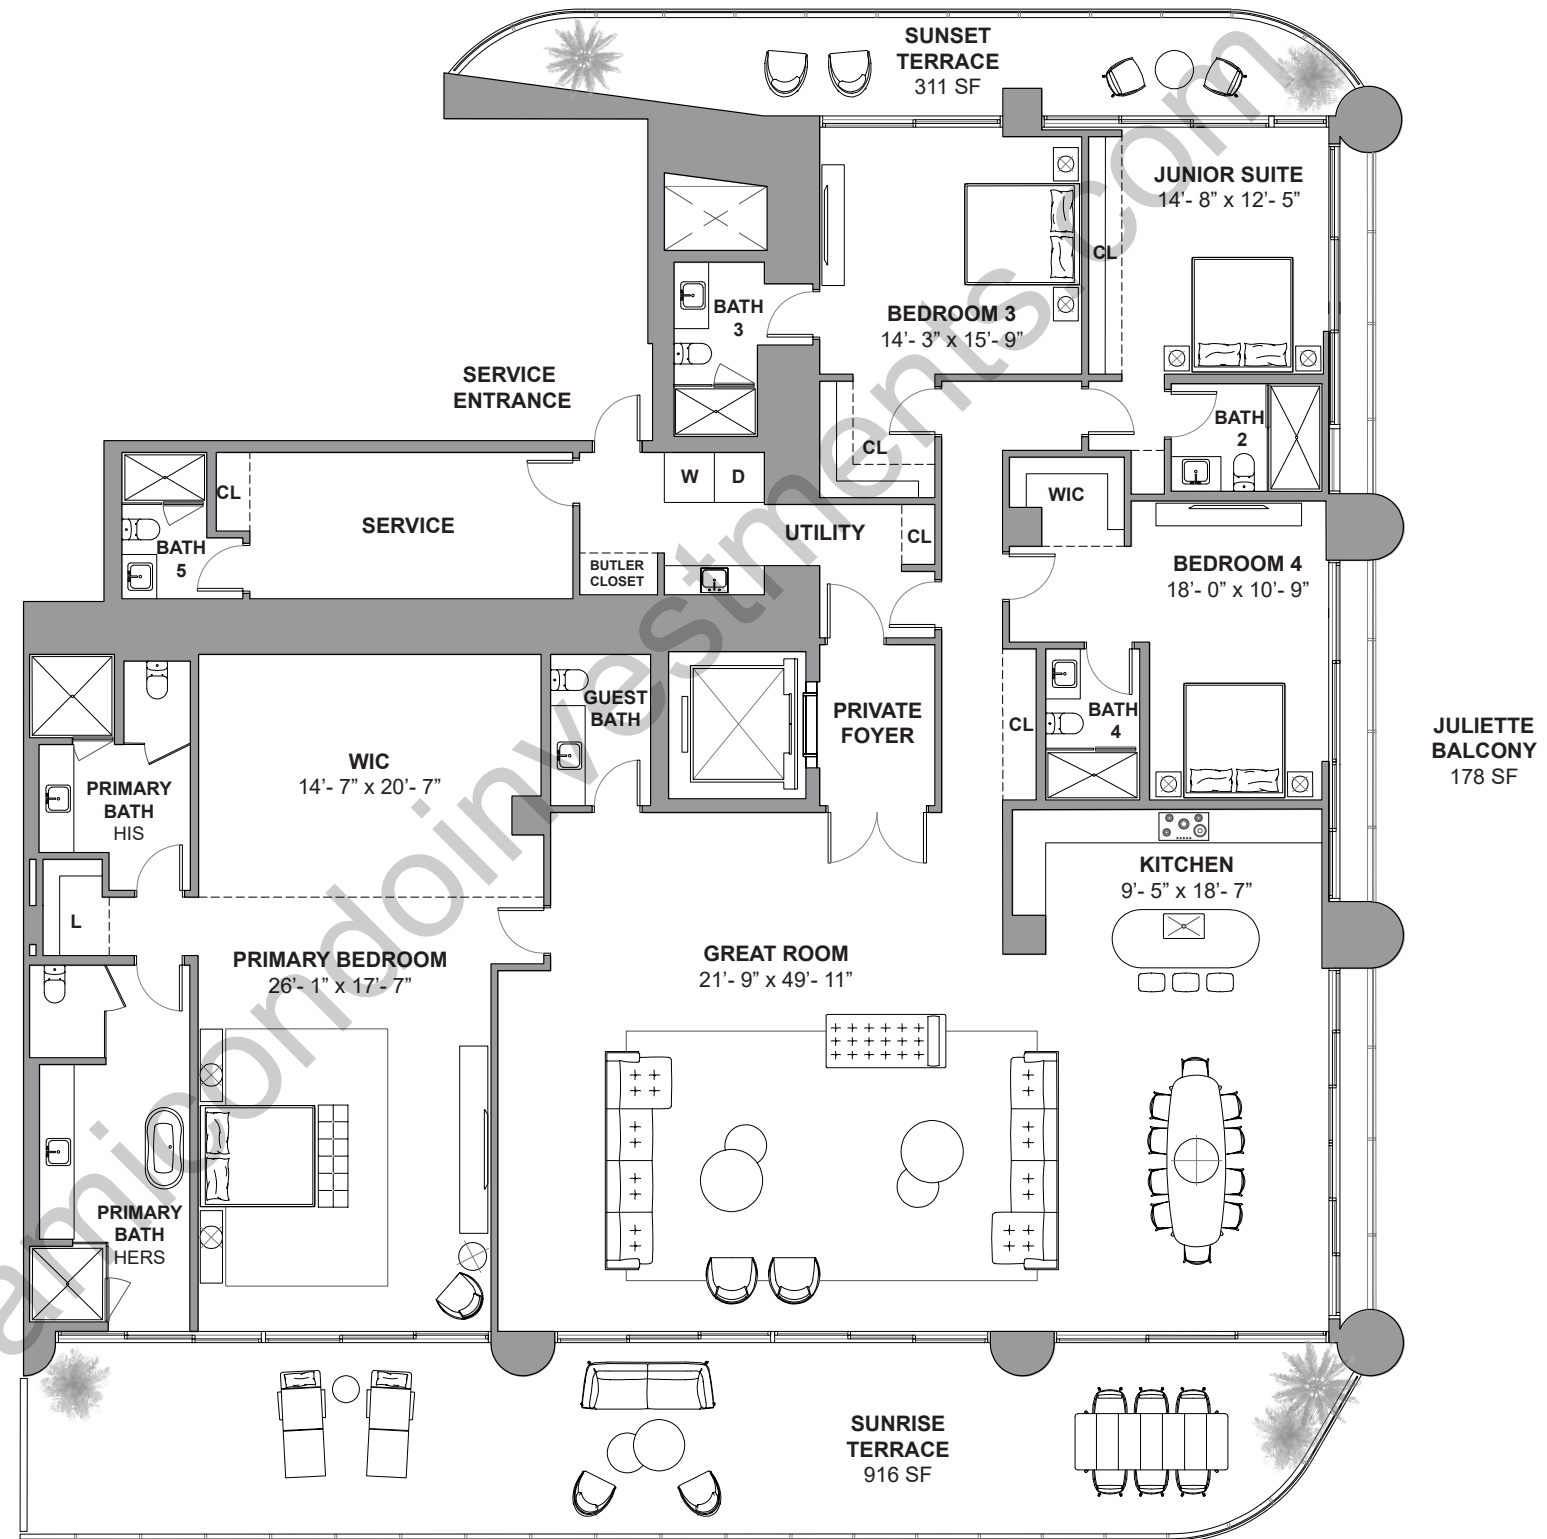 SUNSET
TERRACE
311 SF
JUNIOR SUITE
14’- 8” x 12’- 5”
CL
BEDROOM 3
14’- 3” x 15’- 9”
BATH
3
SERVICE
ENTRANCE
BATH
2
CL
W
D
WIC
CL
SERVICE
UTILITY
CL
BATH
5
BUTLER
CLOSET
BEDROOM 4
18’- 0” x 10’- 9”
GUEST
BATH
PRIVATE
FOYER
CL
BATH
4
JULIETTE
BALCONY
178 SF
WIC
14’- 7” x 20’- 7”
PRIMARY
BATH
HIS
KITCHEN
9’- 5” x 18’- 7”
L
PRIMARY BEDROOM
26’- 1” x 17’- 7”
GREAT ROOM
21’- 9” x 49’- 11”
PRIMARY
BATH
HERS
SUNRISE
TERRACE
916 SF
amicondoinvestments.com